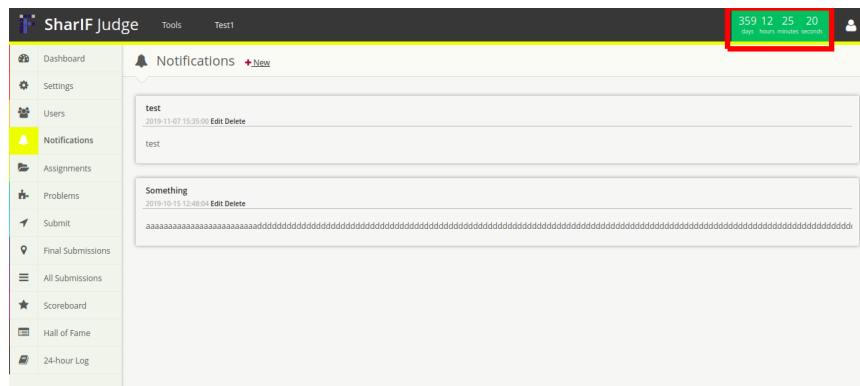 SharIF Judge Tools Test1 359 12 25 20
days hours minutes seconds
Dashboard
Settings
Users
Notifications
Assignments
Problems
Submit
Final Submissions
All Submissions
Scoreboard
Hall of Fame
24-hour Log
Notifications +New
test
2019-11-07 15:35:00 Edit Delete
test
Something
2019-10-15 12:48:04 Edit Delete